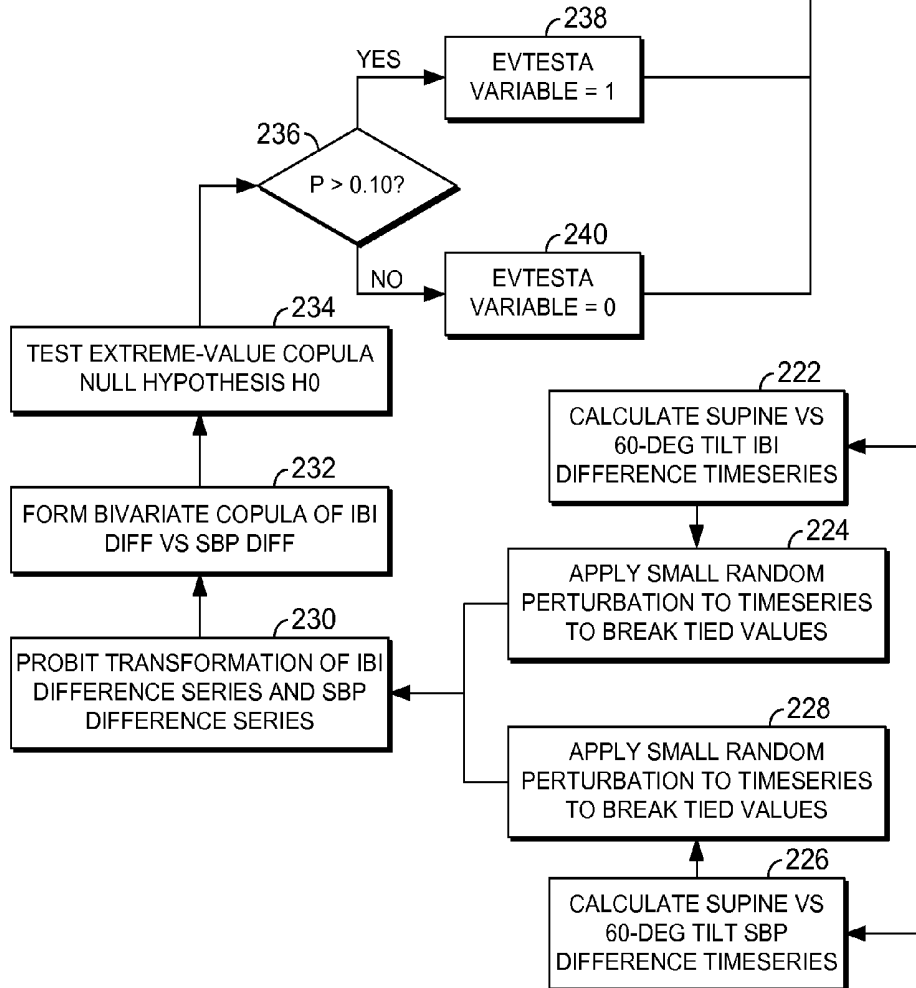 238
EVTESTA
VARIABLE = 1
YES
236
P > 0.10?
NO
240
EVTESTA
VARIABLE = 0
234
TEST EXTREME-VALUE COPULA
NULL HYPOTHESIS H0
232
FORM BIVARIATE COPULA OF IBI
DIFF VS SBP DIFF
230
PROBIT TRANSFORMATION OF IBI
DIFFERENCE SERIES AND SBP
DIFFERENCE SERIES
222
CALCULATE SUPINE VS
60-DEG TILT IBI
DIFFERENCE TIMESERIES
224
APPLY SMALL RANDOM
PERTURBATION TO TIMESERIES
TO BREAK TIED VALUES
228
APPLY SMALL RANDOM
PERTURBATION TO TIMESERIES
TO BREAK TIED VALUES
226
CALCULATE SUPINE VS
60-DEG TILT SBP
DIFFERENCE TIMESERIES